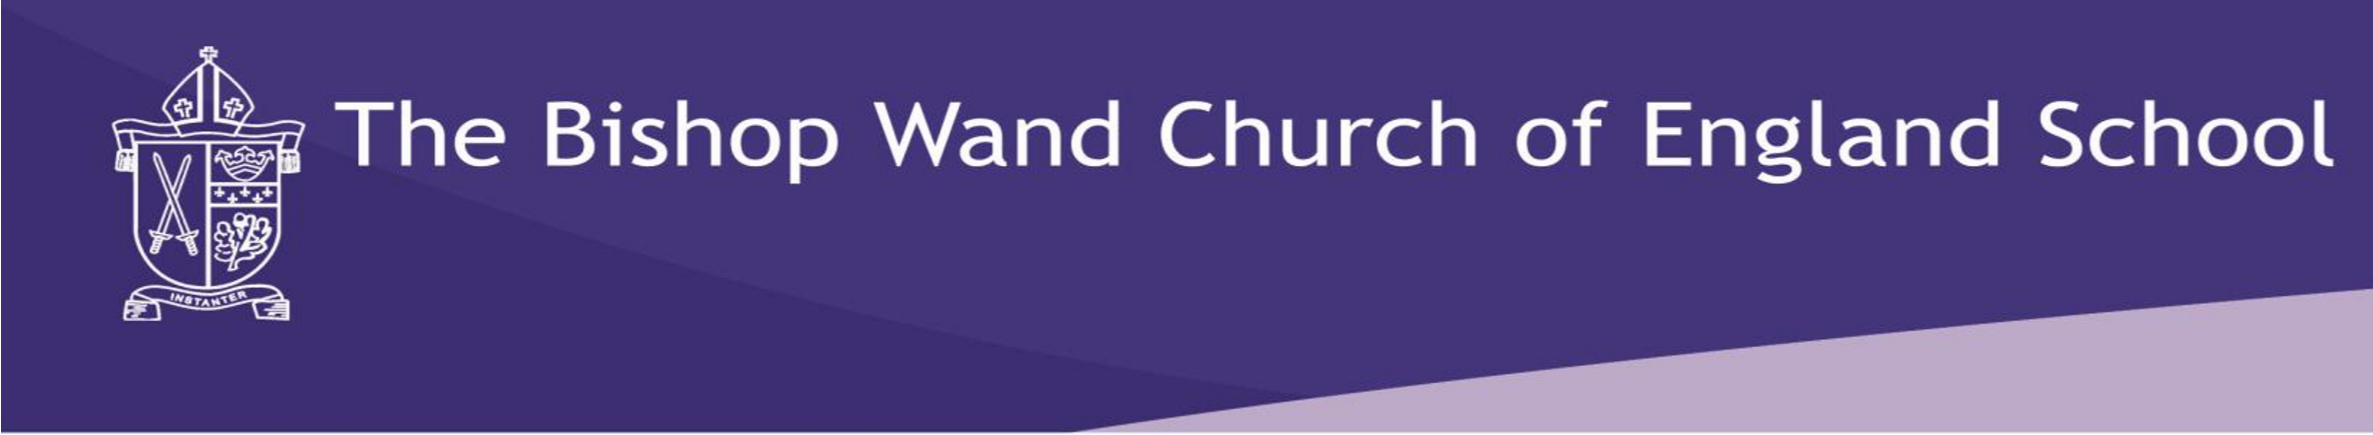 The Bishop Wand Church of England School
INSTANTER